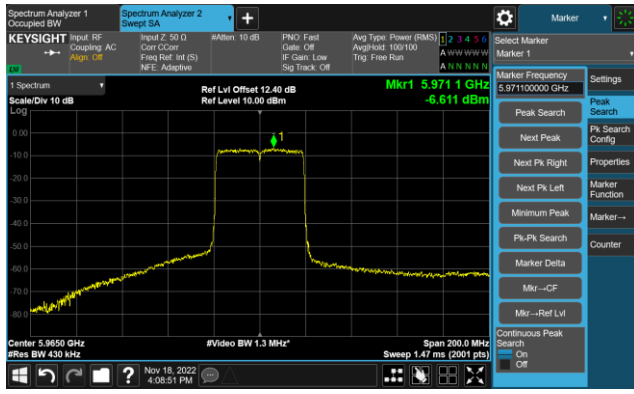 Spectrum Analyzer 1
Occupied BW
Spectrum Analyzer 2
Swept SA
Marker
KEYSIGHT
Input: RF
Coupling: AC
Align: Off
Input Z: 50 Ω
Corr CCorr
Freq Ref: Int (S)
NFE: Adaptive
#Atten: 10 dB
PNO: Fast
Gate: Off
IF Gain: Low
Sig Track: Off
Avg Type: Power (RMS)
Avg|Hold: 100/100
Trig: Free Run
1 2 3 4 5 6
A W W W W W
A N N N N N
Select Marker
Marker 1
1 Spectrum
Scale/Div 10 dB
Log
Ref Lvl Offset 12.40 dB
Ref Level 10.00 dBm
Mkr1 5.971 1 GHz
-6.611 dBm
1
0.00
-10.0
-20.0
-30.0
-40.0
-50.0
-60.0
-70.0
-80.0
Center 5.9650 GHz
#Res BW 430 kHz
#Video BW 1.3 MHz*
Span 200.0 MHz
Sweep 1.47 ms (2001 pts)
Marker Frequency
5.971100000 GHz
Peak Search
Next Peak
Next Pk Right
Next Pk Left
Minimum Peak
Pk-Pk Search
Marker Delta
Mkr→CF
Mkr→Ref Lvl
Continuous Peak
Search
On
Off
Settings
Peak
Search
Pk Search
Config
Properties
Marker
Function
Marker→
Counter
?
Nov 18, 2022
4:08:51 PM